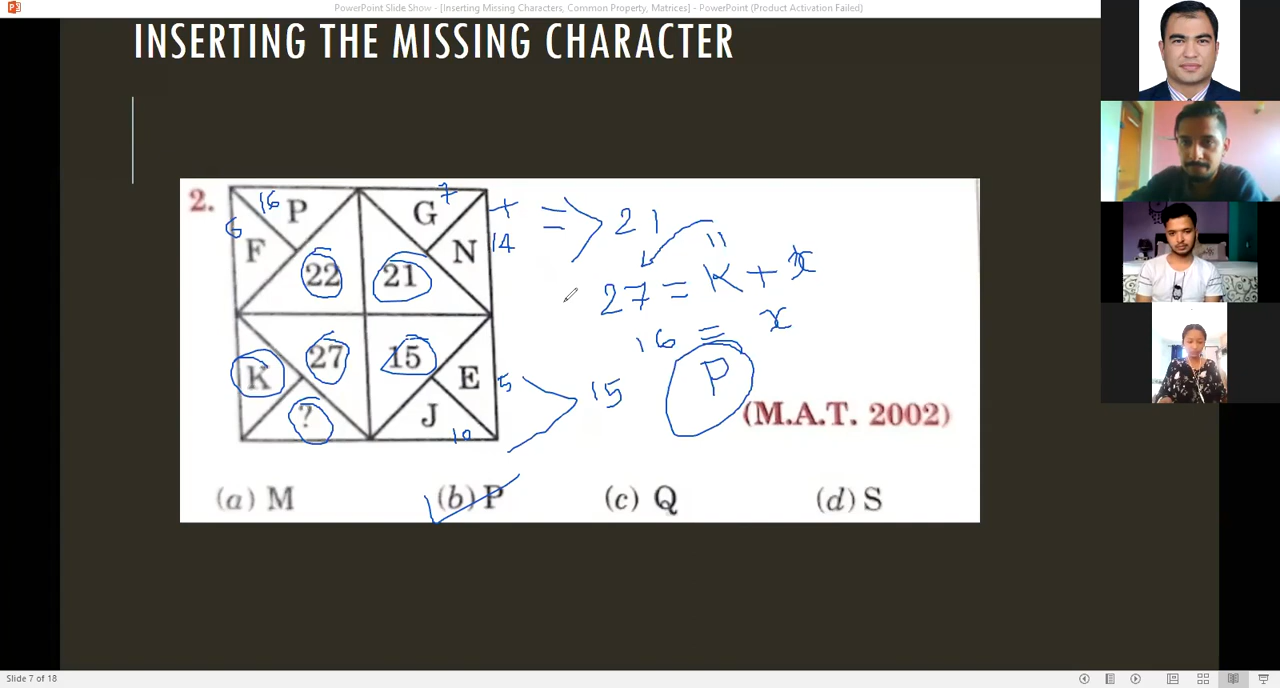 PowerPoint Slide Show - [Inserting Missing Characters, Common Property, Matrices] - PowerPoint (Product Activation Failed)
INSERTING THE MISSING CHARACTER
2.
16 P G 7 + => 21
6 F N 14
22 21 11
27 = K + x
16 = x
K 27 15 E 5 15 P
? J 10
(M.A.T. 2002)
(a) M (b) P (c) Q (d) S
Slide 7 of 18